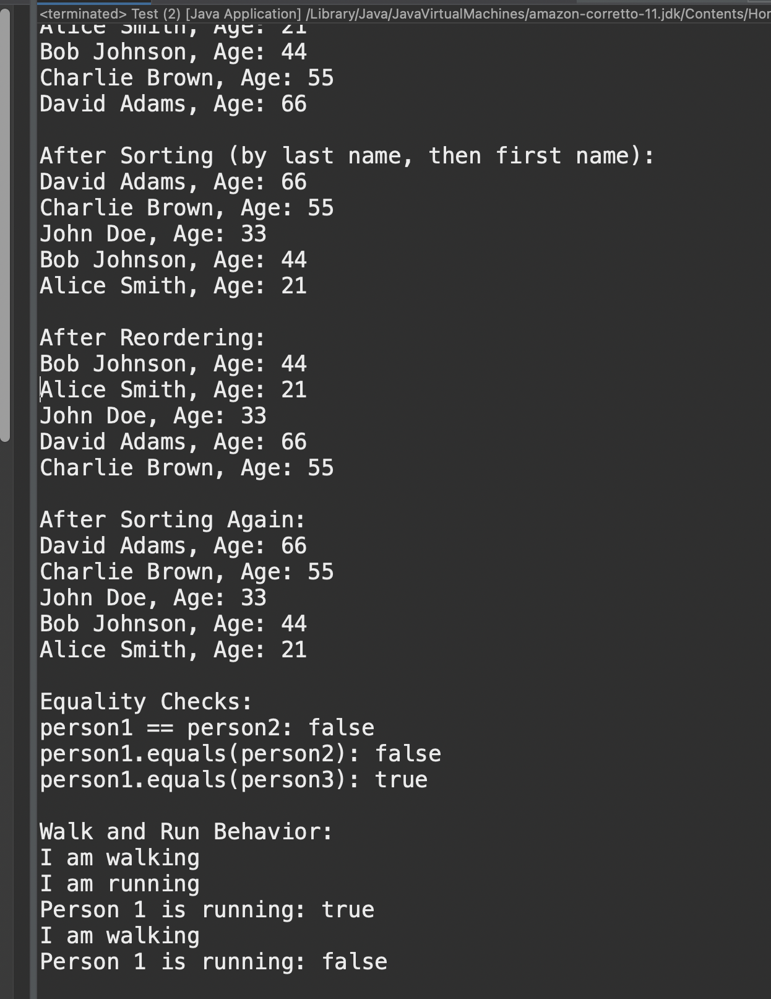 <terminated> Test (2) [Java Application] /Library/Java/JavaVirtualMachines/amazon-corretto-11.jdk/Contents/Hor
Alice Smith, Age: 21
Bob Johnson, Age: 44
Charlie Brown, Age: 55
David Adams, Age: 66

After Sorting (by last name, then first name):
David Adams, Age: 66
Charlie Brown, Age: 55
John Doe, Age: 33
Bob Johnson, Age: 44
Alice Smith, Age: 21

After Reordering:
Bob Johnson, Age: 44
Alice Smith, Age: 21
John Doe, Age: 33
David Adams, Age: 66
Charlie Brown, Age: 55

After Sorting Again:
David Adams, Age: 66
Charlie Brown, Age: 55
John Doe, Age: 33
Bob Johnson, Age: 44
Alice Smith, Age: 21

Equality Checks:
person1 == person2: false
person1.equals(person2): false
person1.equals(person3): true

Walk and Run Behavior:
I am walking
I am running
Person 1 is running: true
I am walking
Person 1 is running: false